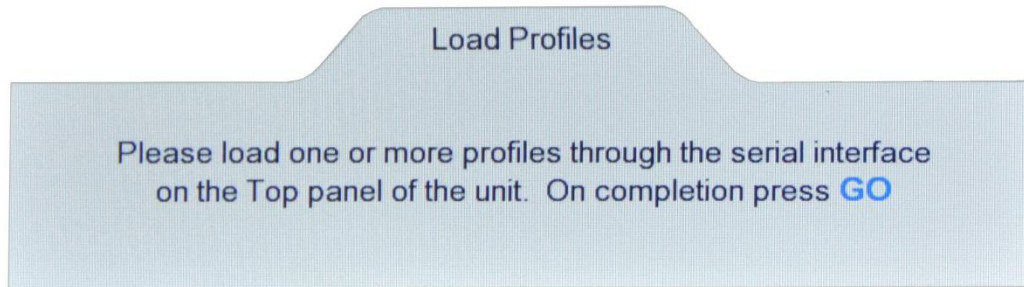 Load Profiles
Please load one or more profiles through the serial interface
on the Top panel of the unit.  On completion press GO